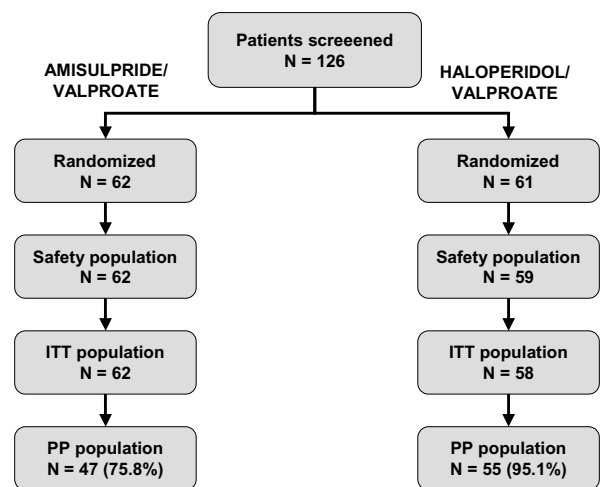 Patients screeened
N = 126
AMISULPRIDE/
VALPROATE
HALOPERIDOL/
VALPROATE
Randomized
N = 62
Randomized
N = 61
Safety population
N = 62
Safety population
N = 59
ITT population
N = 62
ITT population
N = 58
PP population
N = 47 (75.8%)
PP population
N = 55 (95.1%)